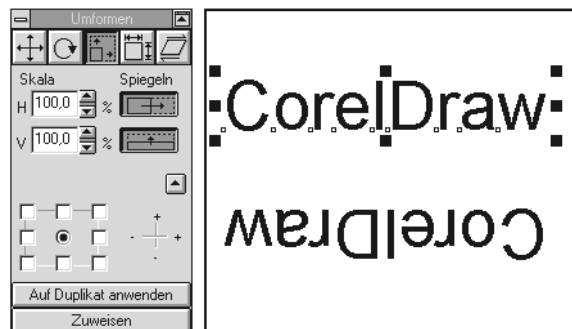 Umformen
Skala Spiegeln
H 100,0 %
V 100,0 %
+
- +
-
Auf Duplikat anwenden
Zuweisen
CorelDraw
CorelDraw